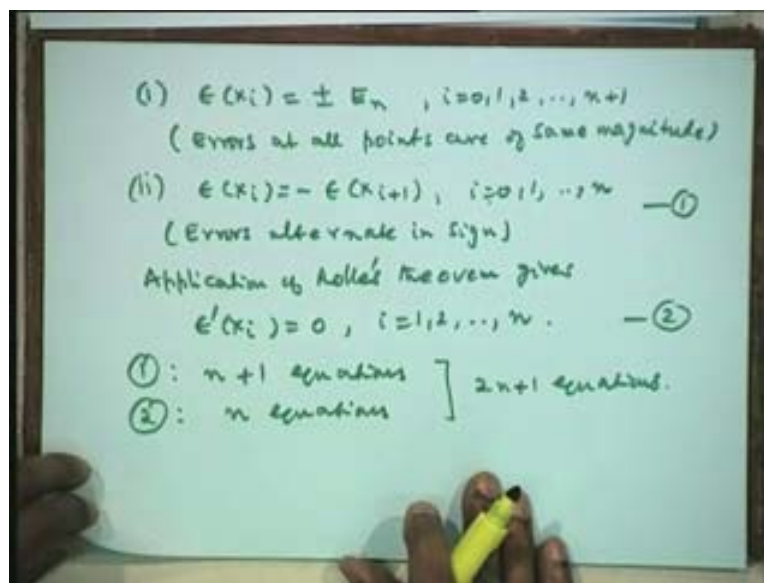 (i) ε(xi) = ± En , i=0,1,2,..,n+1
(Errors at all points are of same magnitude)
(ii) ε(xi) = - ε(xi+1), i=0,1,..,n —①
(Errors alternate in sign)
Application of Rolle's theorem gives
ε'(xi) = 0 , i=1,2,..,n. —②
①: n+1 equations ] 2n+1 equations.
②: n equations